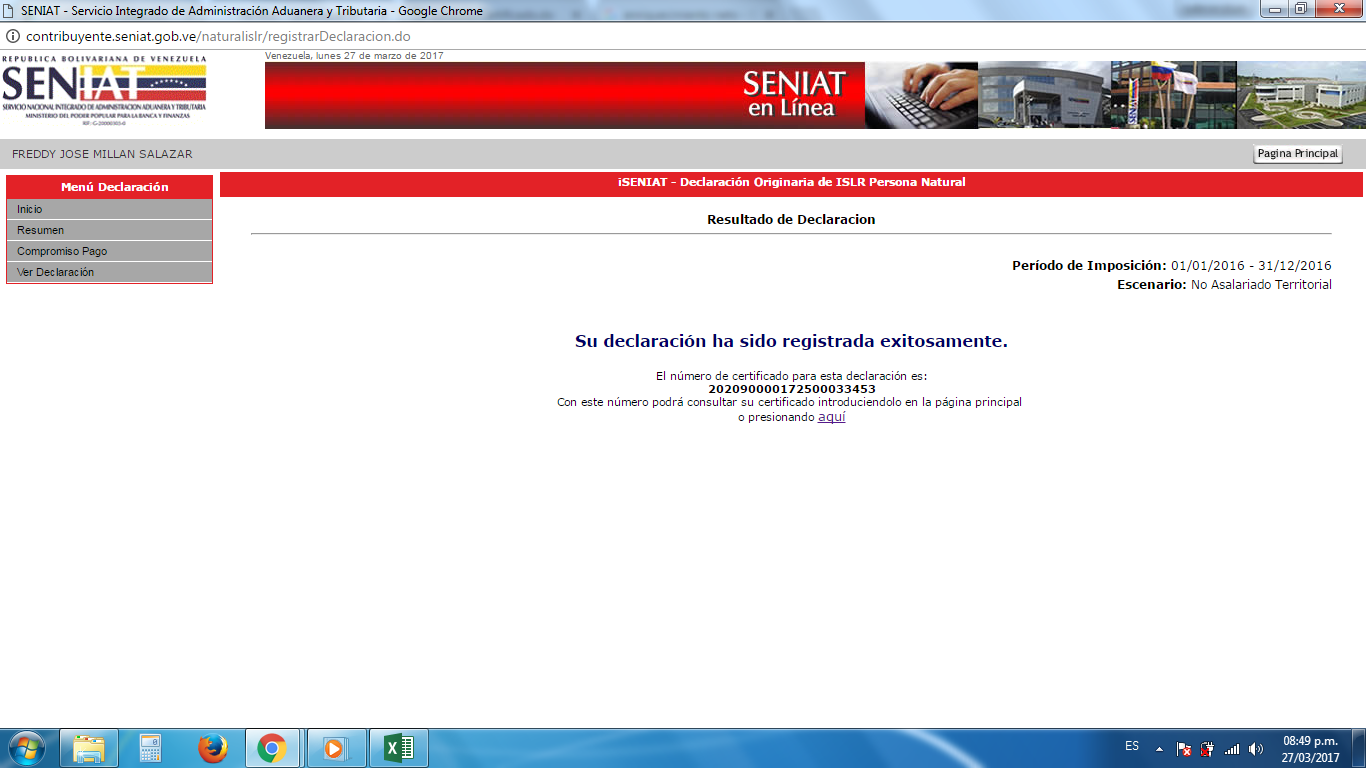 SENIAT - Servicio Integrado de Administración Aduanera y Tributaria - Google Chrome
contribuyente.seniat.gob.ve/naturalislr/registrarDeclaracion.do
REPUBLICA BOLIVARIANA DE VENEZUELA
SENIAT
SERVICIO NACIONAL INTEGRADO DE ADMINISTRACION ADUANERA Y TRIBUTARIA
MINISTERIO DEL PODER POPULAR PARA LA BANCA Y FINANZAS
Venezuela, lunes 27 de marzo de 2017
SENIAT
en Línea
FREDDY JOSE MILLAN SALAZAR
Pagina Principal
Menú Declaración
Inicio
Resumen
Compromiso Pago
Ver Declaración
iSENIAT - Declaración Originaria de ISLR Persona Natural
Resultado de Declaracion
Período de Imposición: 01/01/2016 - 31/12/2016
Escenario: No Asalariado Territorial
Su declaración ha sido registrada exitosamente.
El número de certificado para esta declaración es:
202090000172500033453
Con este número podrá consultar su certificado introduciendolo en la página principal
o presionando aquí
ES
08:49 p.m.
27/03/2017